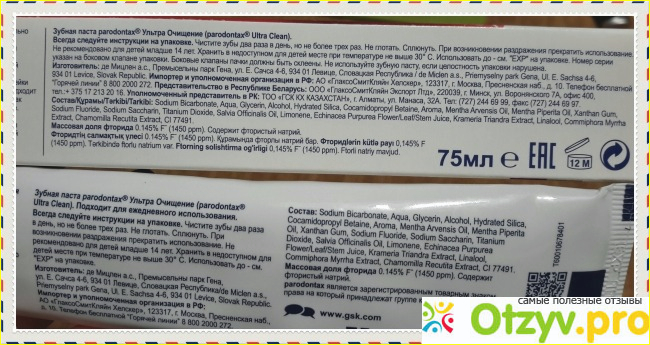 Зубная паста parodontax® Ультра Очищение (parodontax® Ultra Clean).
Всегда следуйте инструкции на упаковке. Чистите зубы два раза в день, но не более трех раз. Не глотать. Сплюнуть. При возникновении раздражения прекратить использование.
Не рекомендовано для детей младше 14 лет. Хранить в недоступном для детей месте при температуре не выше 30° C. Использовать до - см. "EXP" на упаковке. Номер серии
указан на боковом клапане упаковки. Боковые клапаны пачки должны быть склеены. Не используйте зубную пасту, если целостность упаковки нарушена.
Изготовитель: де Мицлен а.с., Премысельны парк Гена, ул. Е. Сачса 4-6, 934 01 Левице, Словацкая Республика / de Miclen a.s., Priemyselny park Gena, Ul. E. Sachsa 4-6,
934 01 Levice, Slovak Republic. Импортер и уполномоченная организация в РФ: АО «ГлаксоСмитКляйн Хелскер», 123317, г. Москва, Пресненская наб., д. 10. Телефон бесплатной
"Горячей линии" 8 800 2000 272. Представительство в Республике Беларусь: ООО «ГлаксоСмитКляйн Экспорт Лтд», 220039, г. Минск, ул. Воронянского 7А, офис 400,
тел.:+ 375 17 213 20 16. Уполномоченный представитель в РК: ТОО «ГСК КХ КАЗАХСТАН», г. Алматы, ул. Манаса, 32А. Тел: (727) 244 69 99, факс (727) 244 69 97.
Состав/Құрамы/Tərkibi/Tarkibi: Sodium Bicarbonate, Aqua, Glycerin, Alcohol, Hydrated Silica, Cocamidopropyl Betaine, Aroma, Mentha Arvensis Oil, Mentha Piperita Oil, Xanthan Gum,
Sodium Fluoride, Sodium Saccharin, Titanium Dioxide, Salvia Officinalis Oil, Limonene, Echinacea Purpurea Flower/Leaf/Stem Juice, Krameria Triandra Extract, Linalool, Commiphora Myrrha
Extract, Chamomilla Recutita Extract, CI 77491.
Массовая доля фторида 0.145% F- (1450 ppm). Содержит фтористый натрий.
Фторидтің салмақтық үлесі 0.145% F- (1450 ppm). Құрамында фторлы натрий бар. Ftoridlərin kütlə payı 0,145% F
(1450 ppm). Tərkibində ftorlu natrium var. Ftorning solishtirma og'irligi 0,145%F- (1450 ppm). Ftorli natriy mavjud.
75мл e EAC 12 M
Зубная паста parodontax® Ультра Очищение (parodontax®
Ultra Clean). Подходит для ежедневного использования.
Всегда следуйте инструкции на упаковке. Чистите зубы два раза
в день, но не более трех раз. Не глотать. Сплюнуть. При
возникновении раздражения прекратить использование. Не
рекомендовано для детей младше 14 лет. Хранить в недоступном для
детей месте при температуре не выше 30° C. Использовать до - см.
"EXP" на упаковке.
Изготовитель: де Мицлен а.с., Премысельны парк Гена,
ул. Е. Сачса 4-6, 934 01 Левице, Словацкая Республика/de Miclen a.s.,
Priemyselny park Gena, Ul. E. Sachsa 4-6, 934 01 Levice, Slovak Republic.
Импортер и уполномоченная организация в РФ:
АО «ГлаксоСмитКляйн Хелскер», 123317, г. Москва, Пресненская наб.,
д. 10. Телефон бесплатной "Горячей линии" 8 800 2000 272.
Состав: Sodium Bicarbonate, Aqua, Glycerin, Alcohol, Hydrated Silica,
Cocamidopropyl Betaine, Aroma, Mentha Arvensis Oil, Mentha Piperita
Oil, Xanthan Gum, Sodium Fluoride, Sodium Saccharin, Titanium
Dioxide, Salvia Officinalis Oil, Limonene, Echinacea Purpurea
Flower/Leaf/Stem Juice, Krameria Triandra Extract, Linalool,
Commiphora Myrrha Extract, Chamomilla Recutita Extract, CI 77491.
Массовая доля фторида 0.145% F- (1450 ppm). Содержит
фтористый натрий.
parodontax является зарегистрированным товарным знаком,
права на который принадлежат группе
www.gsk.com
самые полезные отзывы
Otzyv.pro